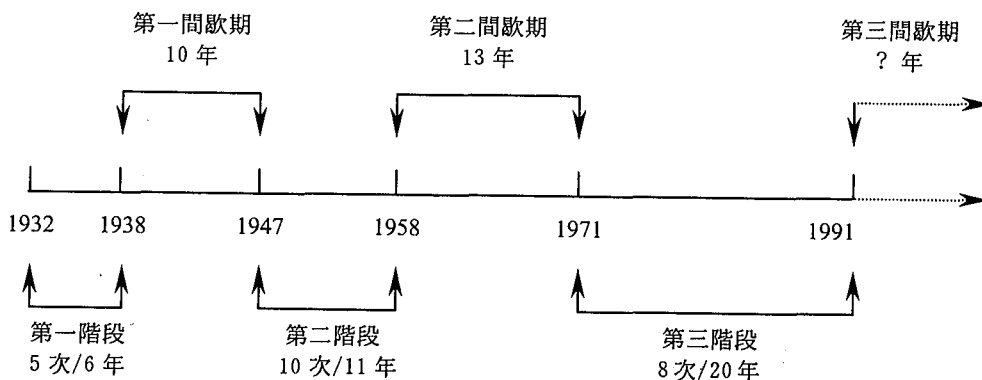 第一間歇期
10 年
第二間歇期
13 年
第三間歇期
? 年
1932
1938
1947
1958
1971
1991
第一階段
5 次/6 年
第二階段
10 次/11 年
第三階段
8 次/20 年